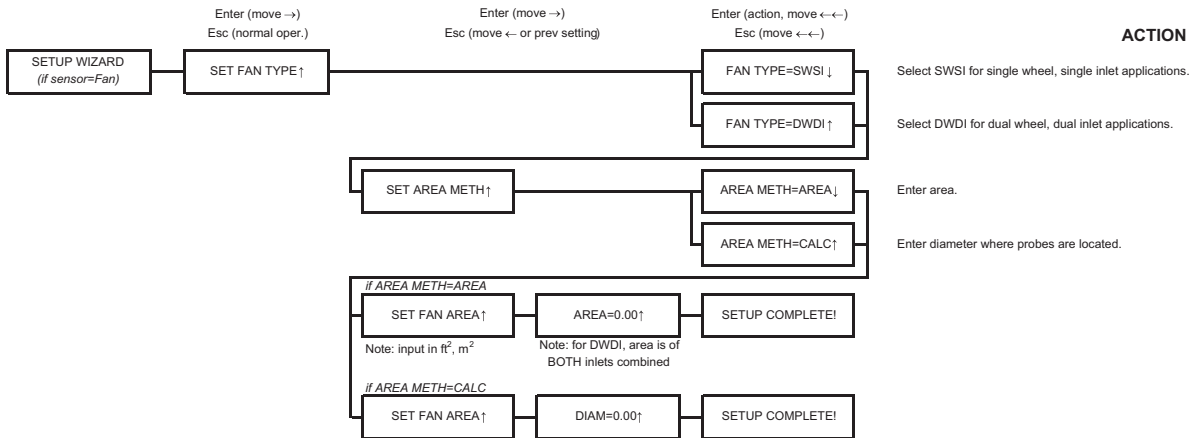 Enter (move →)
Esc (normal oper.)
Enter (move →)
Esc (move ← or prev setting)
Enter (action, move ←←)
Esc (move ←←)
ACTION
SETUP WIZARD
(if sensor=Fan)
SET FAN TYPE↑
FAN TYPE=SWSI↓
Select SWSI for single wheel, single inlet applications.
FAN TYPE=DWDI↑
Select DWDI for dual wheel, dual inlet applications.
SET AREA METH↑
AREA METH=AREA↓
Enter area.
AREA METH=CALC↑
Enter diameter where probes are located.
if AREA METH=AREA
SET FAN AREA↑
AREA=0.00↑
SETUP COMPLETE!
Note: input in ft², m²
Note: for DWDI, area is of
BOTH inlets combined
if AREA METH=CALC
SET FAN AREA↑
DIAM=0.00↑
SETUP COMPLETE!